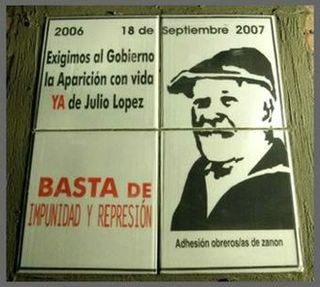 2006 18 de Septiembre 2007
Exigimos al Gobierno
la Aparición con vida
YA de Julio Lopez
BASTA DE
IMPUNIDAD Y REPRESIÓN
Adhesión obreros/as de zanon